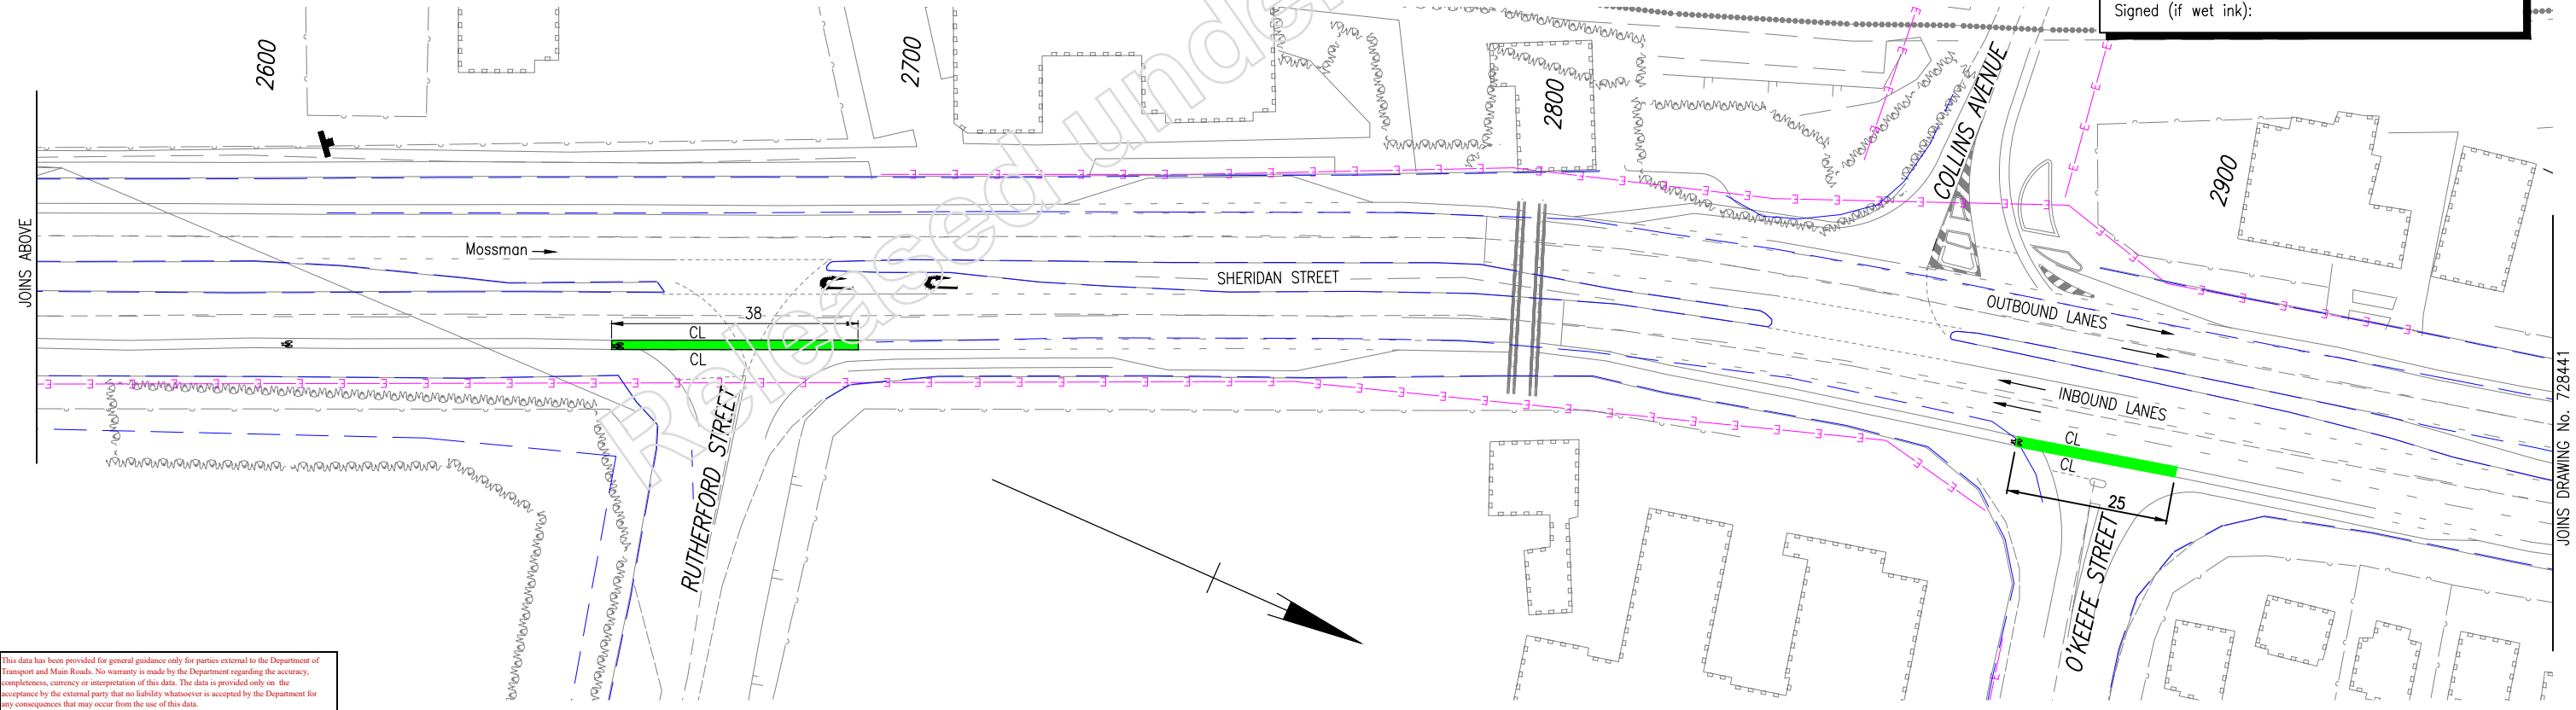 Signed (if wet ink):
2600
2700
2800
2900
COLLINS AVENUE
JOINS ABOVE
Mossman
SHERIDAN STREET
OUTBOUND LANES
INBOUND LANES
38
CL
CL
CL
CL
25
RUTHERFORD STREET
O'KEEFE STREET
JOINS DRAWING No. 728441
Released under
E E E E E E E E E E E E E E E E E E E E
This data has been provided for general guidance only for parties external to the Department of
Transport and Main Roads. No warranty is made by the Department regarding the accuracy,
completeness, currency or interpretation of this data. The data is provided only on the
acceptance by the external party that no liability whatsoever is accepted by the Department for
any consequences that may occur from the use of this data.